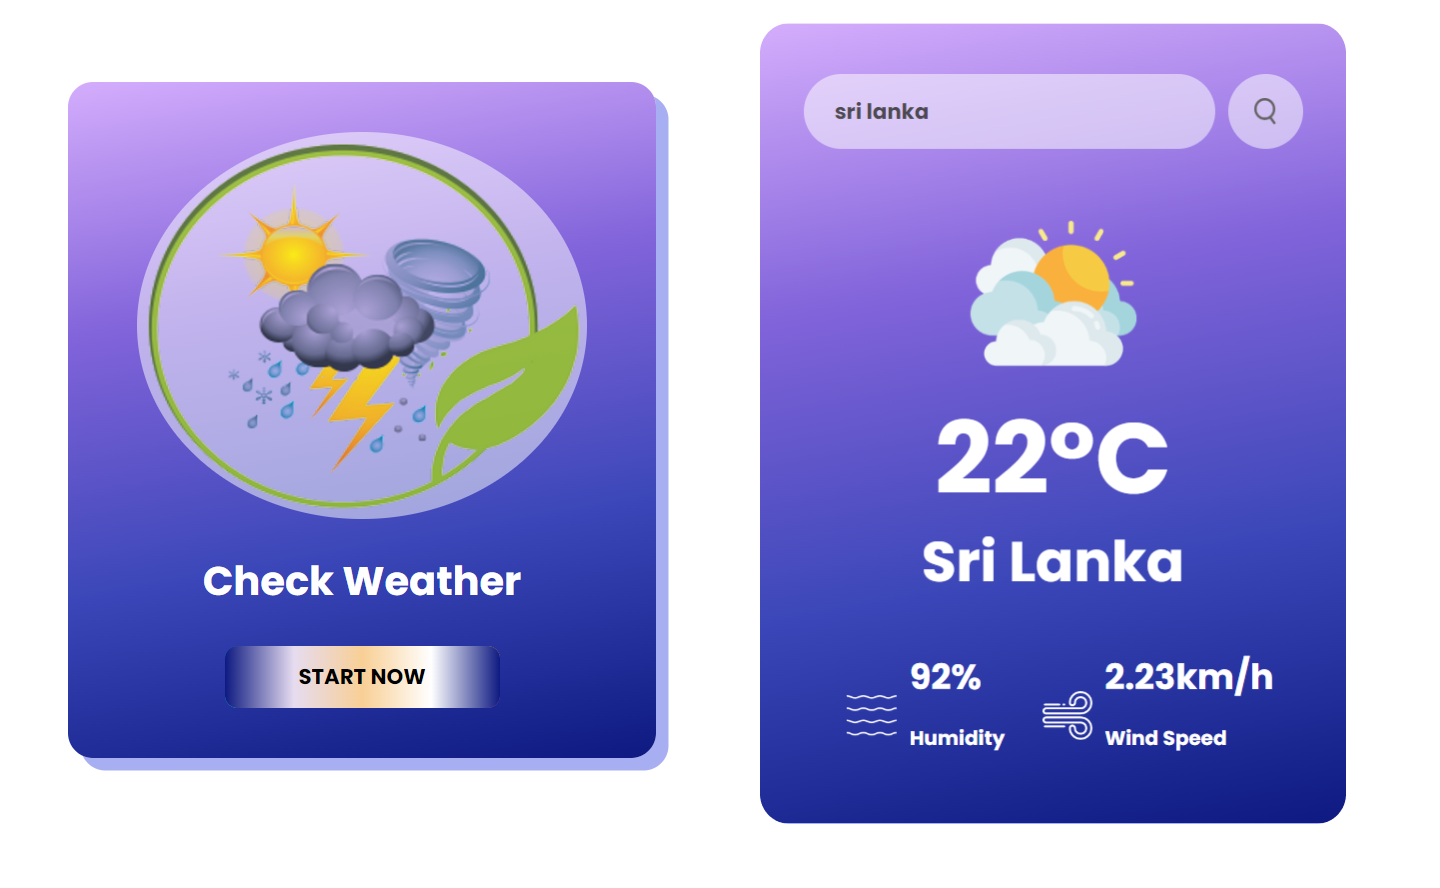 Check Weather
START NOW
sri lanka
22°C
Sri Lanka
92%
Humidity
2.23km/h
Wind Speed